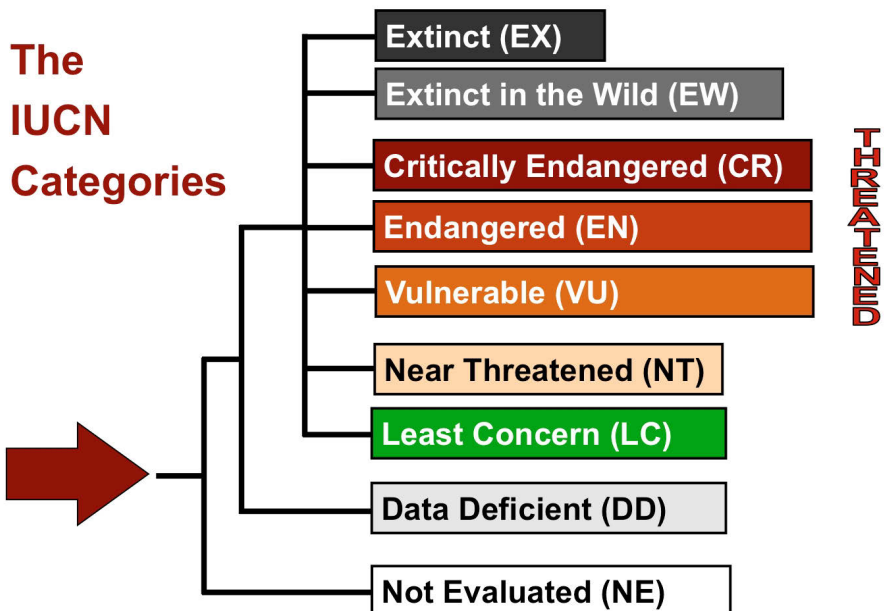 The
IUCN
Categories
Extinct (EX)
Extinct in the Wild (EW)
Critically Endangered (CR)
Endangered (EN)
Vulnerable (VU)
Near Threatened (NT)
Least Concern (LC)
Data Deficient (DD)
Not Evaluated (NE)
THREATENED